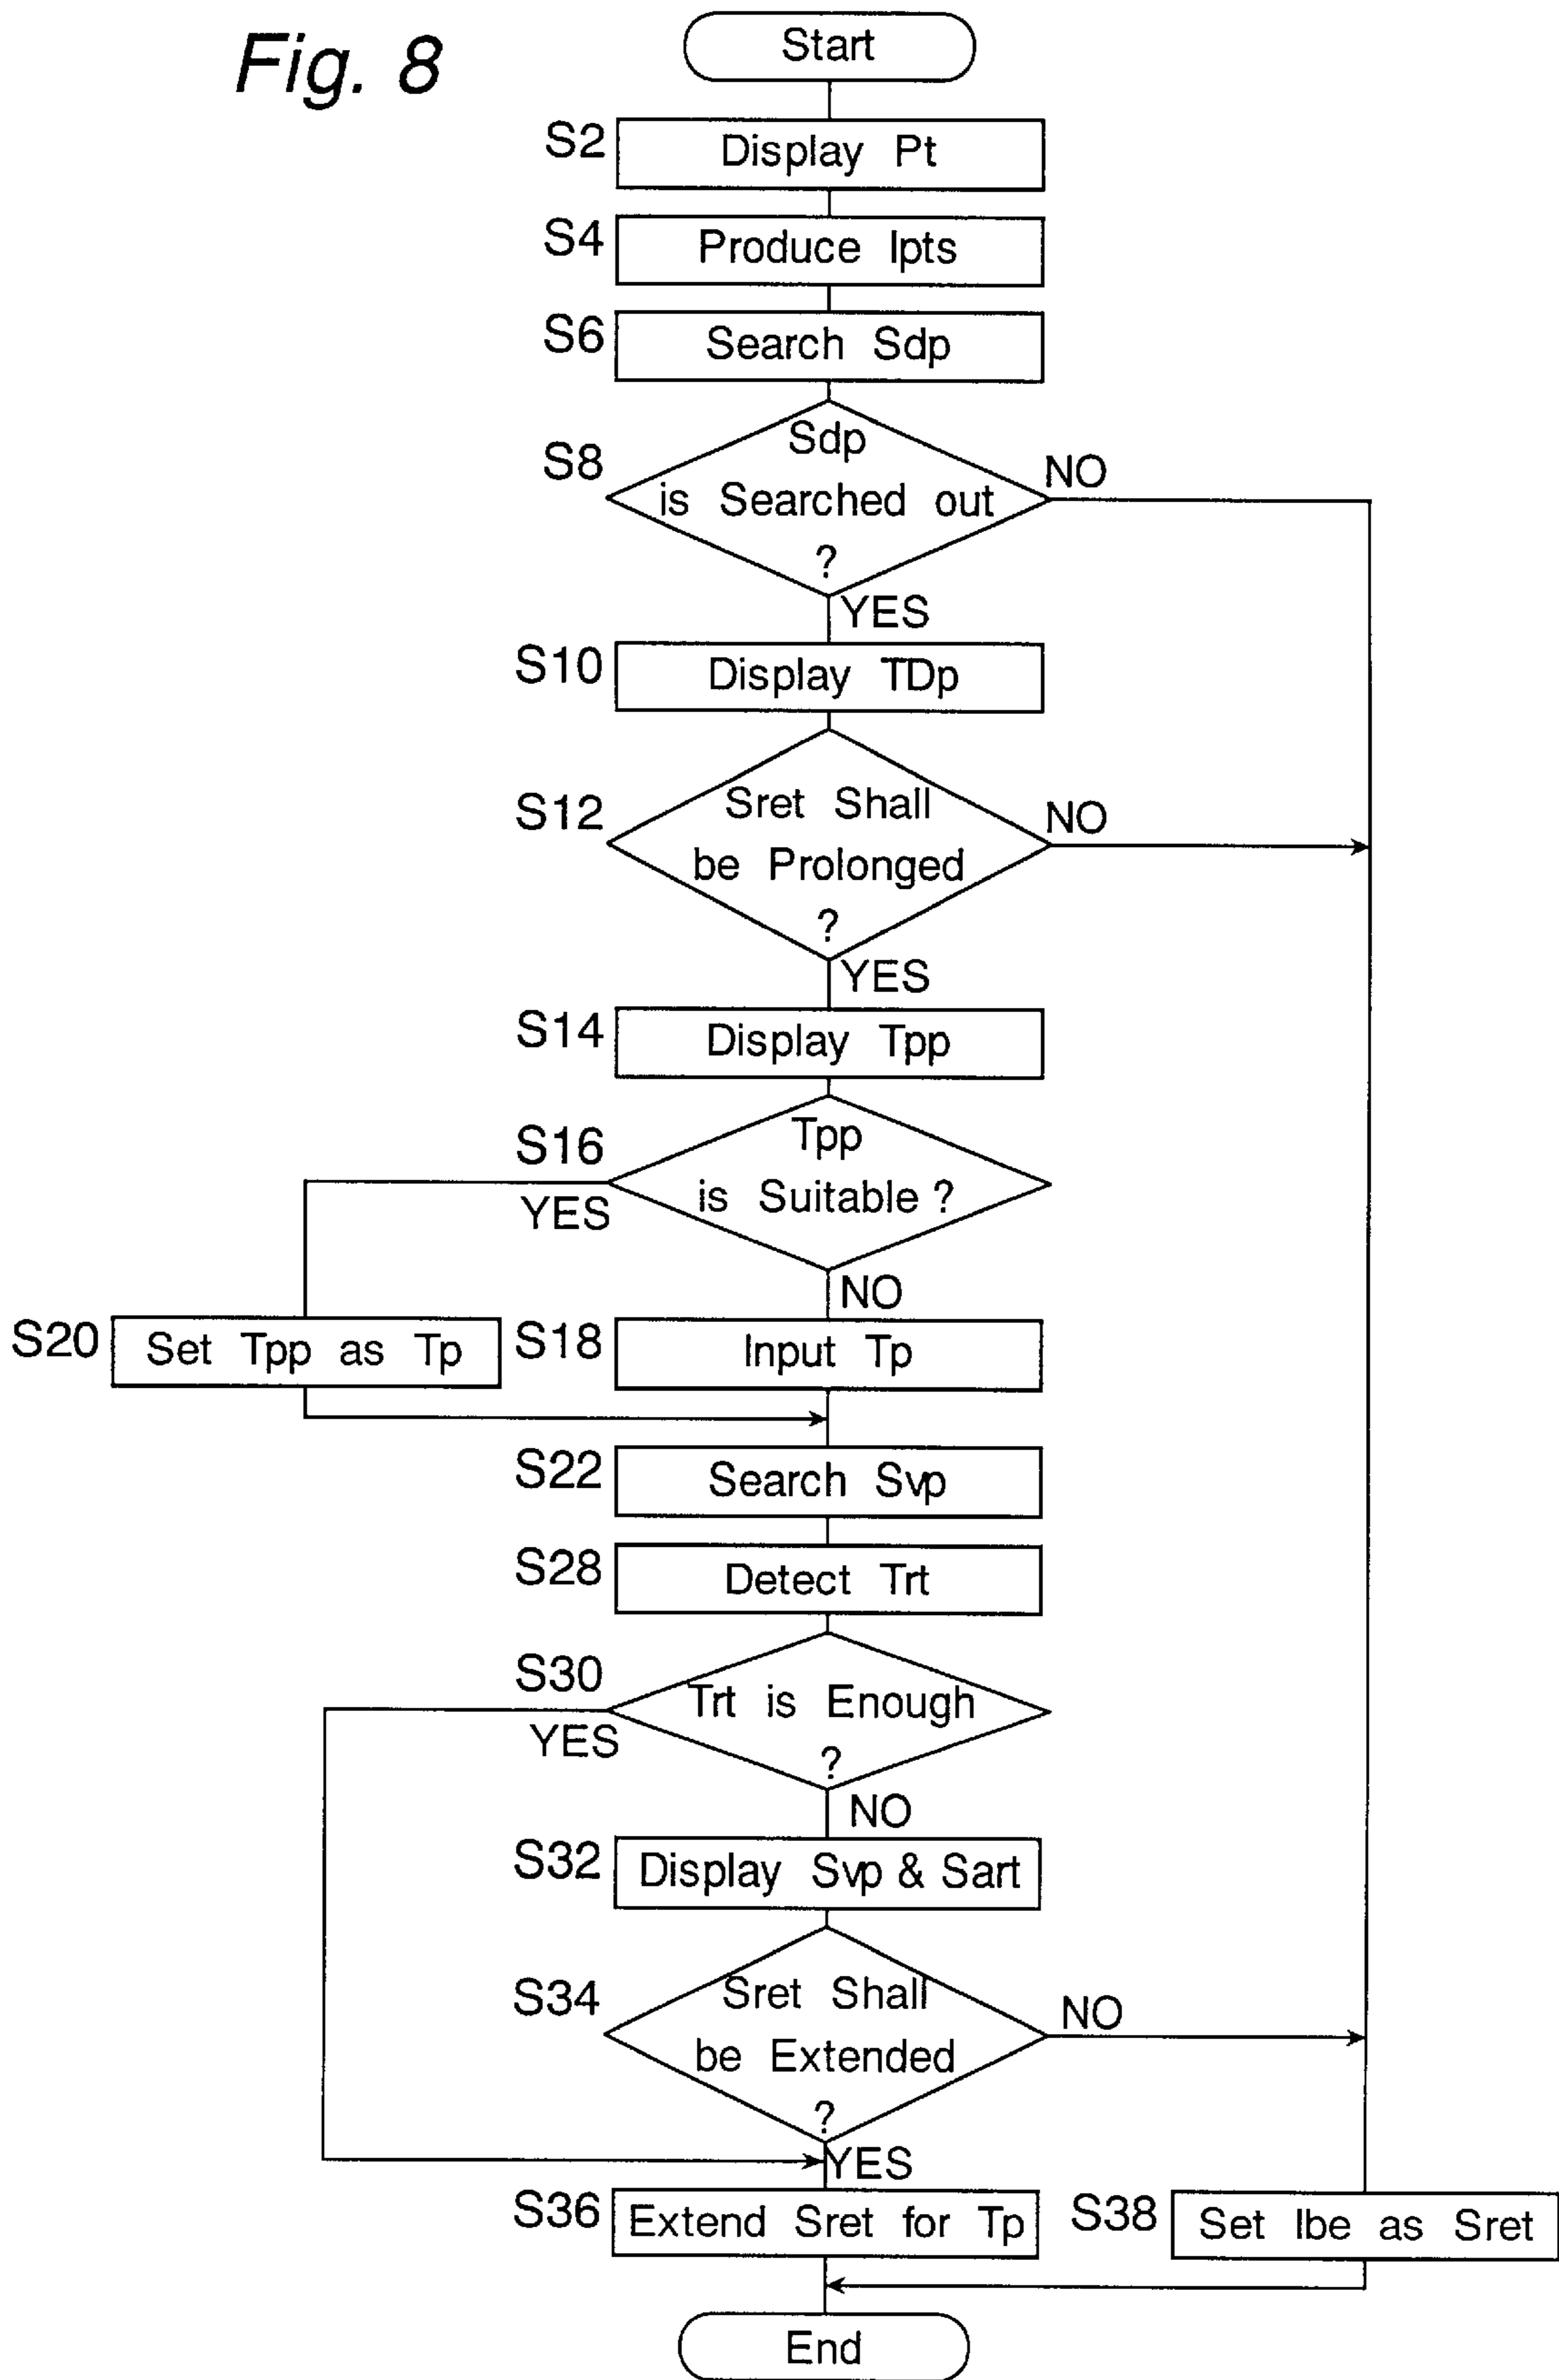 Fig. 8
Start
S2
Display Pt
S4
Produce Ipts
S6
Search Sdp
S8
Sdp
is Searched out
?
NO
YES
S10
Display TDp
S12
Sret Shall
be Prolonged
?
NO
YES
S14
Display Tpp
S16
Tpp
is Suitable ?
YES
NO
S20
Set Tpp as Tp
S18
Input Tp
S22
Search Svp
S28
Detect Trt
S30
Trt is Enough
?
YES
NO
S32
Display Svp & Sart
S34
Sret Shall
be Extended
?
NO
YES
S36
Extend Sret for Tp
S38
Set Ibe as Sret
End